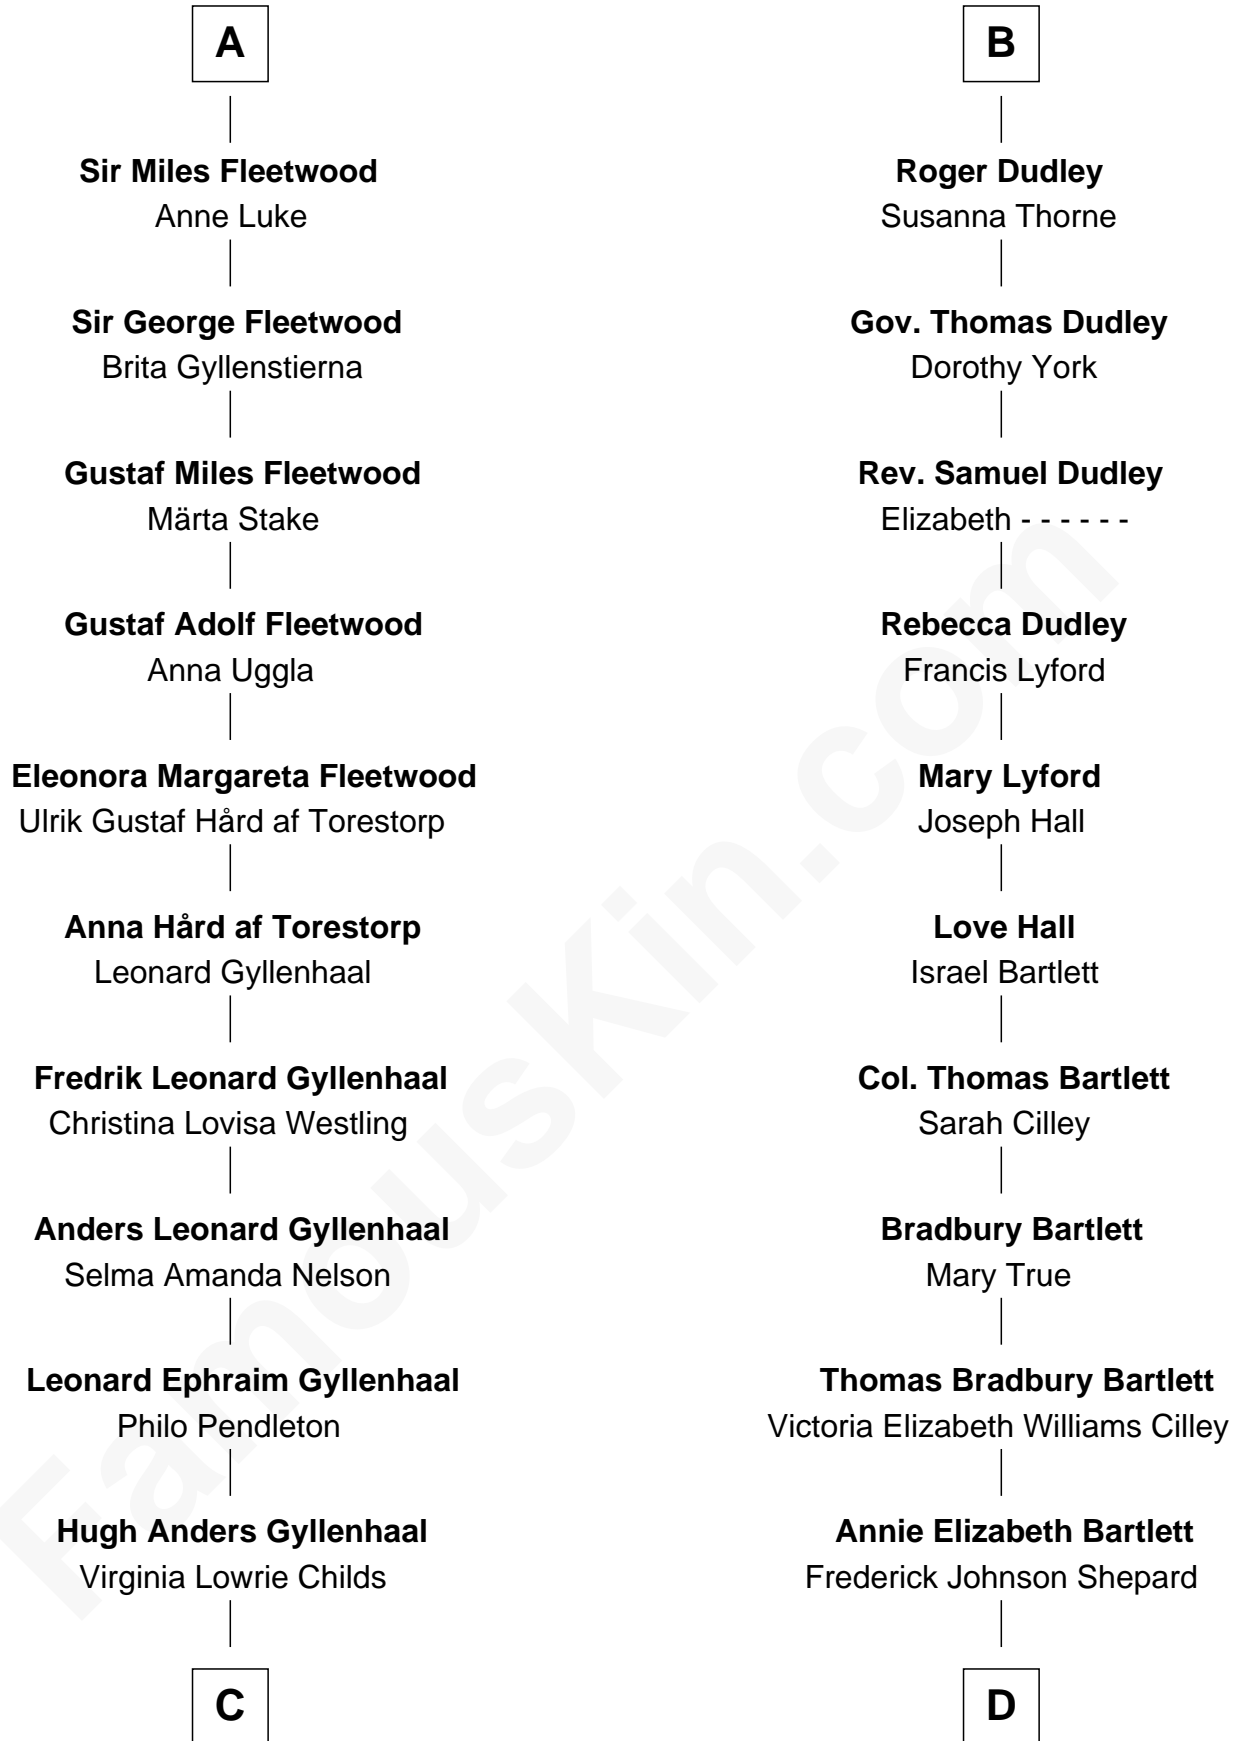 A
Sir Miles Fleetwood
Anne Luke
Sir George Fleetwood
Brita Gyllenstierna
Gustaf Miles Fleetwood
Märta Stake
Gustaf Adolf Fleetwood
Anna Uggla
Eleonora Margareta Fleetwood
Ulrik Gustaf Hård af Torestorp
Anna Hård af Torestorp
Leonard Gyllenhaal
Fredrik Leonard Gyllenhaal
Christina Lovisa Westling
Anders Leonard Gyllenhaal
Selma Amanda Nelson
Leonard Ephraim Gyllenhaal
Philo Pendleton
Hugh Anders Gyllenhaal
Virginia Lowrie Childs
C
B
Roger Dudley
Susanna Thorne
Gov. Thomas Dudley
Dorothy York
Rev. Samuel Dudley
Elizabeth - - - - - -
Rebecca Dudley
Francis Lyford
Mary Lyford
Joseph Hall
Love Hall
Israel Bartlett
Col. Thomas Bartlett
Sarah Cilley
Bradbury Bartlett
Mary True
Thomas Bradbury Bartlett
Victoria Elizabeth Williams Cilley
Annie Elizabeth Bartlett
Frederick Johnson Shepard
D
FamousKin.com